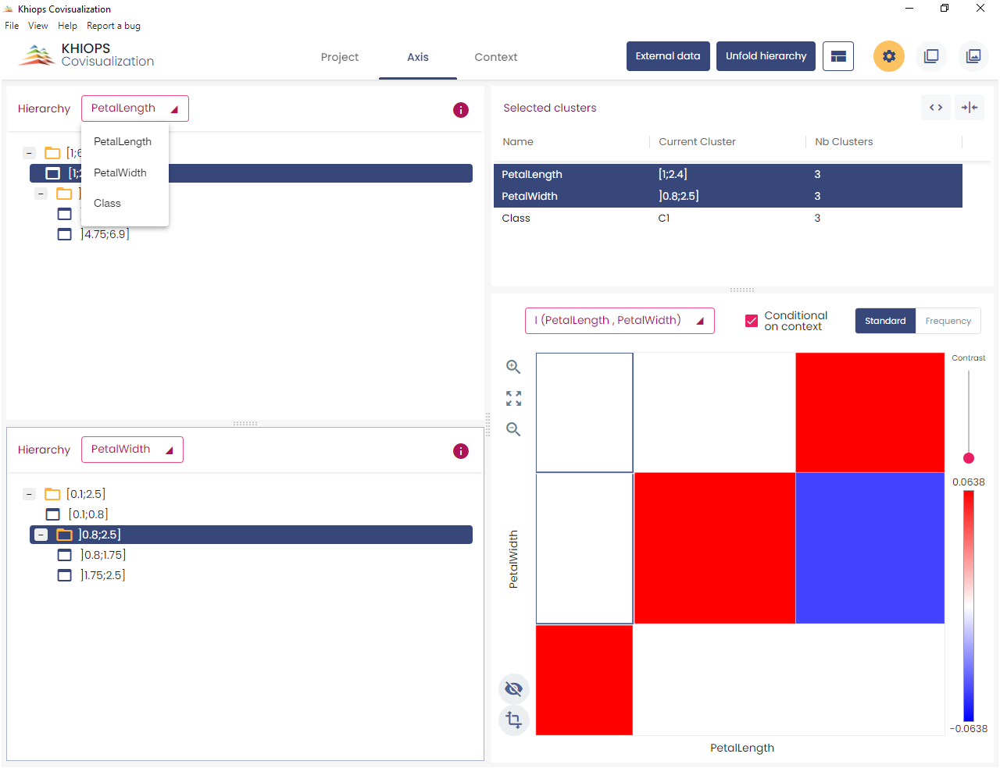 Khiops Covisualization
File View Help Report a bug
KHIOPS
Covisualization
Project Axis Context
External data Unfold hierarchy
Hierarchy PetalLength
PetalLength
PetalWidth
Class
[1;6
[1;2
]
]4.75;6.9]
Selected clusters
Name Current Cluster Nb Clusters
PetalLength [1;2.4] 3
PetalWidth ]0.8;2.5] 3
Class C1 3
Hierarchy PetalWidth
[0.1;2.5]
[0.1;0.8]
]0.8;2.5]
]0.8;1.75]
]1.75;2.5]
I (PetalLength , PetalWidth)
Conditional
on context
Standard Frequency
Contrast
0.0638
-0.0638
PetalWidth
PetalLength